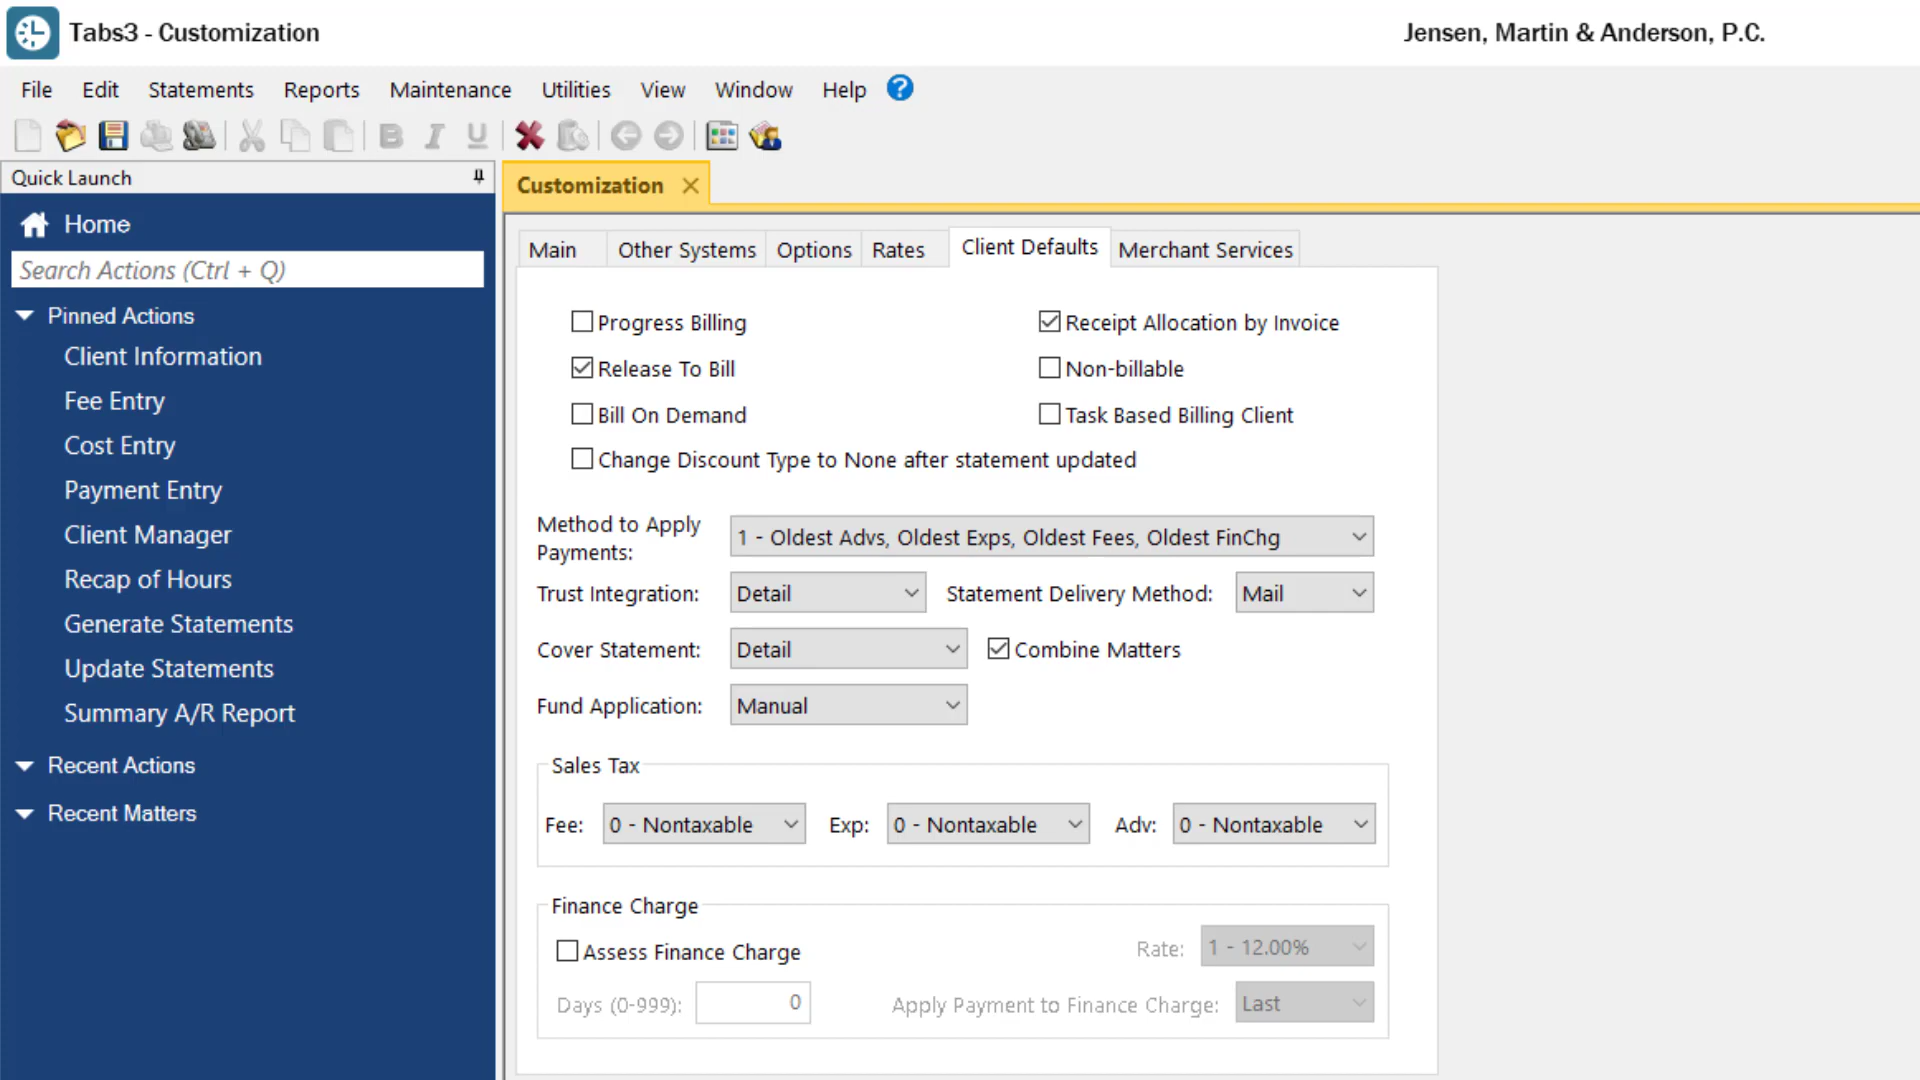 Tabs3 - Customization
Jensen, Martin & Anderson, P.C.
File Edit Statements Reports Maintenance Utilities View Window Help ?
B I U
Quick Launch
Home
Search Actions (Ctrl + Q)
Pinned Actions
Client Information
Fee Entry
Cost Entry
Payment Entry
Client Manager
Recap of Hours
Generate Statements
Update Statements
Summary A/R Report
Recent Actions
Recent Matters
Customization
Main Other Systems Options Rates Client Defaults Merchant Services
Progress Billing Receipt Allocation by Invoice
Release To Bill Non-billable
Bill On Demand Task Based Billing Client
Change Discount Type to None after statement updated
Method to Apply
Payments: 1 - Oldest Advs, Oldest Exps, Oldest Fees, Oldest FinChg
Trust Integration: Detail Statement Delivery Method: Mail
Cover Statement: Detail Combine Matters
Fund Application: Manual
Sales Tax
Fee: 0 - Nontaxable Exp: 0 - Nontaxable Adv: 0 - Nontaxable
Finance Charge
Assess Finance Charge Rate: 1 - 12.00%
Days (0-999): 0 Apply Payment to Finance Charge: Last